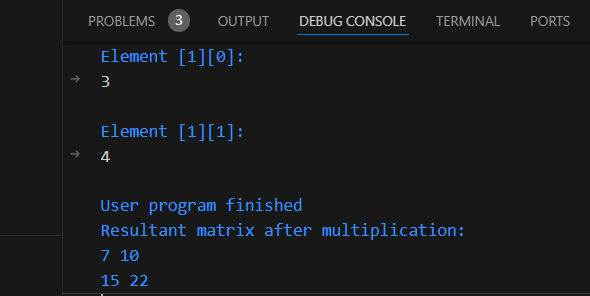 PROBLEMS 3 OUTPUT DEBUG CONSOLE TERMINAL PORTS
Element [1][0]:
→ 3
Element [1][1]:
→ 4
User program finished
Resultant matrix after multiplication:
7 10
15 22